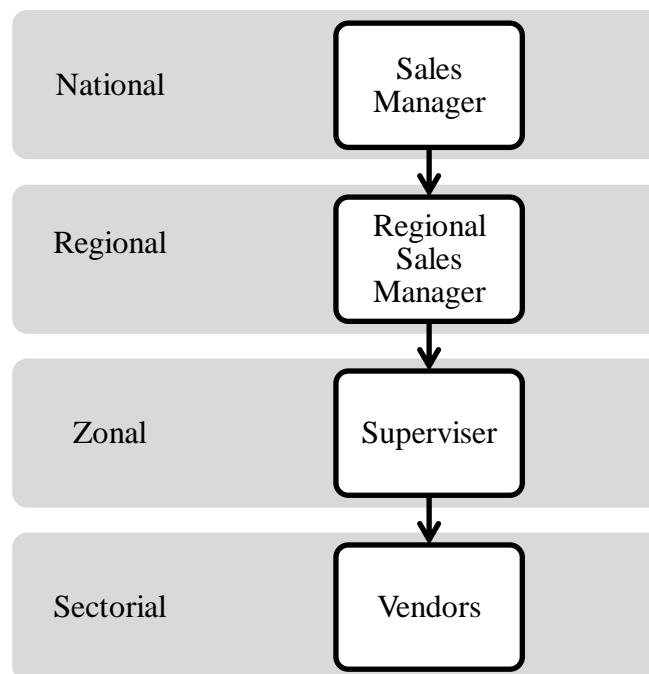 National
Sales
Manager
Regional
Regional
Sales
Manager
Zonal
Superviser
Sectorial
Vendors